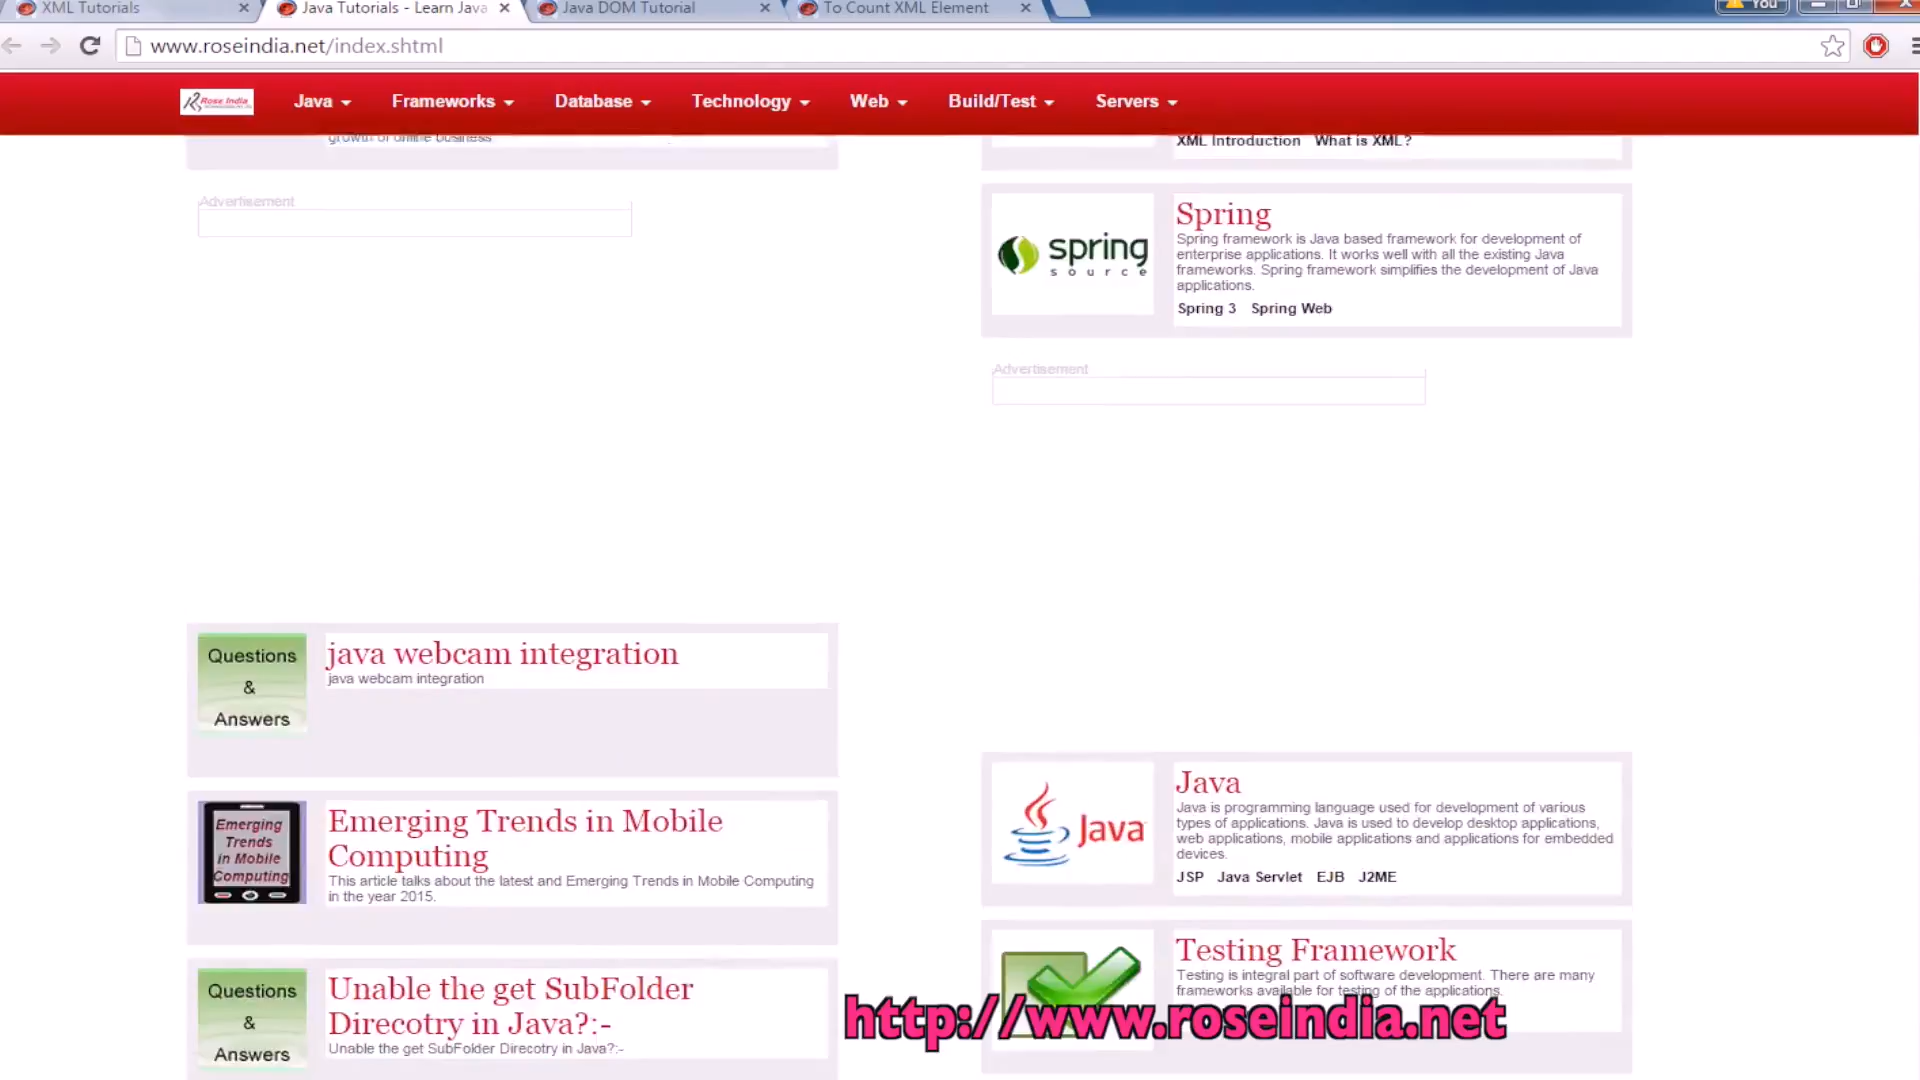 XML Tutorials
Java Tutorials - Learn Java
Java DOM Tutorial
To Count XML Element
You
www.roseindia.net/index.shtml
Rose India
Java
Frameworks
Database
Technology
Web
Build/Test
Servers
growth of online business
XML Introduction What is XML?
Advertisement
Spring
spring
source
Spring framework is Java based framework for development of
enterprise applications. It works well with all the existing Java
frameworks. Spring framework simplifies the development of Java
applications.
Spring 3 Spring Web
Advertisement
Questions
&
Answers
java webcam integration
java webcam integration
Emerging
Trends
in Mobile
Computing
Emerging Trends in Mobile
Computing
This article talks about the latest and Emerging Trends in Mobile Computing
in the year 2015.
Questions
&
Answers
Unable the get SubFolder
Direcotry in Java?:-
Unable the get SubFolder Direcotry in Java?:-
Java
Java
Java is programming language used for development of various
types of applications. Java is used to develop desktop applications,
web applications, mobile applications and applications for embedded
devices.
JSP Java Servlet EJB J2ME
Testing Framework
Testing is integral part of software development. There are many
frameworks available for testing of the applications.
http://www.roseindia.net